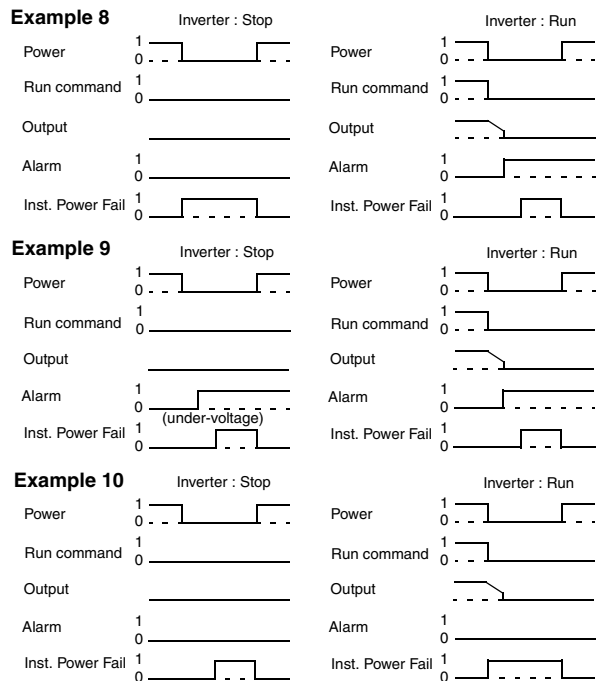 Example 8
Inverter : Stop
Power 1
0
Run command 1
0
Output
Alarm 1
0
Inst. Power Fail 1
0
Inverter : Run
Power 1
0
Run command 1
0
Output
Alarm 1
0
Inst. Power Fail 1
0
Example 9
Inverter : Stop
Power 1
0
Run command 1
0
Output
Alarm 1
0
(under-voltage)
Inst. Power Fail 1
0
Inverter : Run
Power 1
0
Run command 1
0
Output
Alarm 1
0
Inst. Power Fail 1
0
Example 10
Inverter : Stop
Power 1
0
Run command 1
0
Output
Alarm 1
0
Inst. Power Fail 1
0
Inverter : Run
Power 1
0
Run command 1
0
Output
Alarm 1
0
Inst. Power Fail 1
0